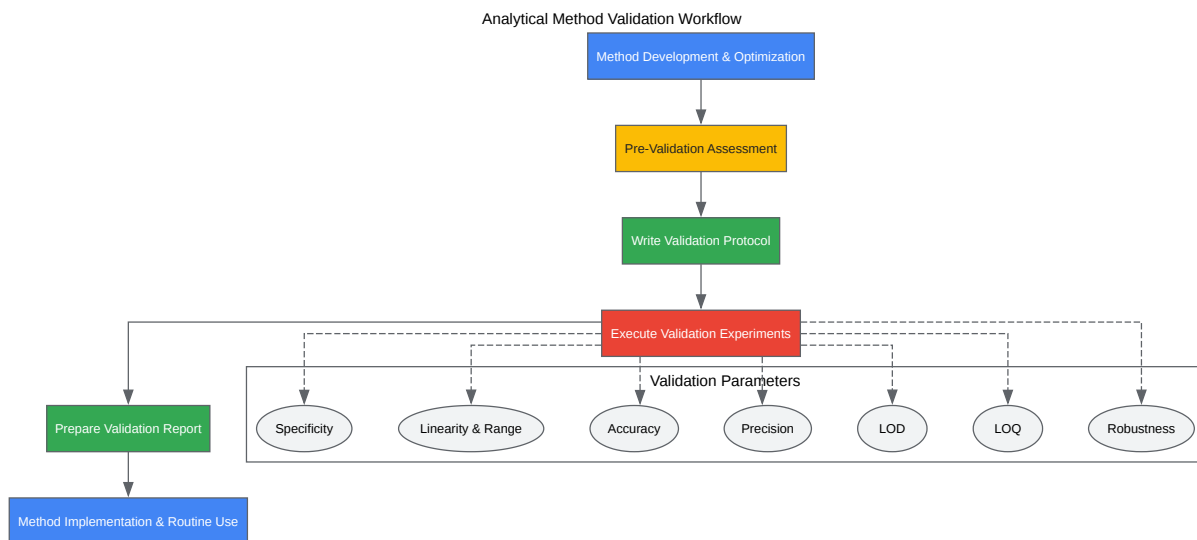 Analytical Method Validation Workflow
Method Development & Optimization
Pre-Validation Assessment
Write Validation Protocol
Execute Validation Experiments
Validation Parameters
Prepare Validation Report
Specificity
Linearity & Range
Accuracy
Precision
LOD
LOQ
Robustness
Method Implementation & Routine Use